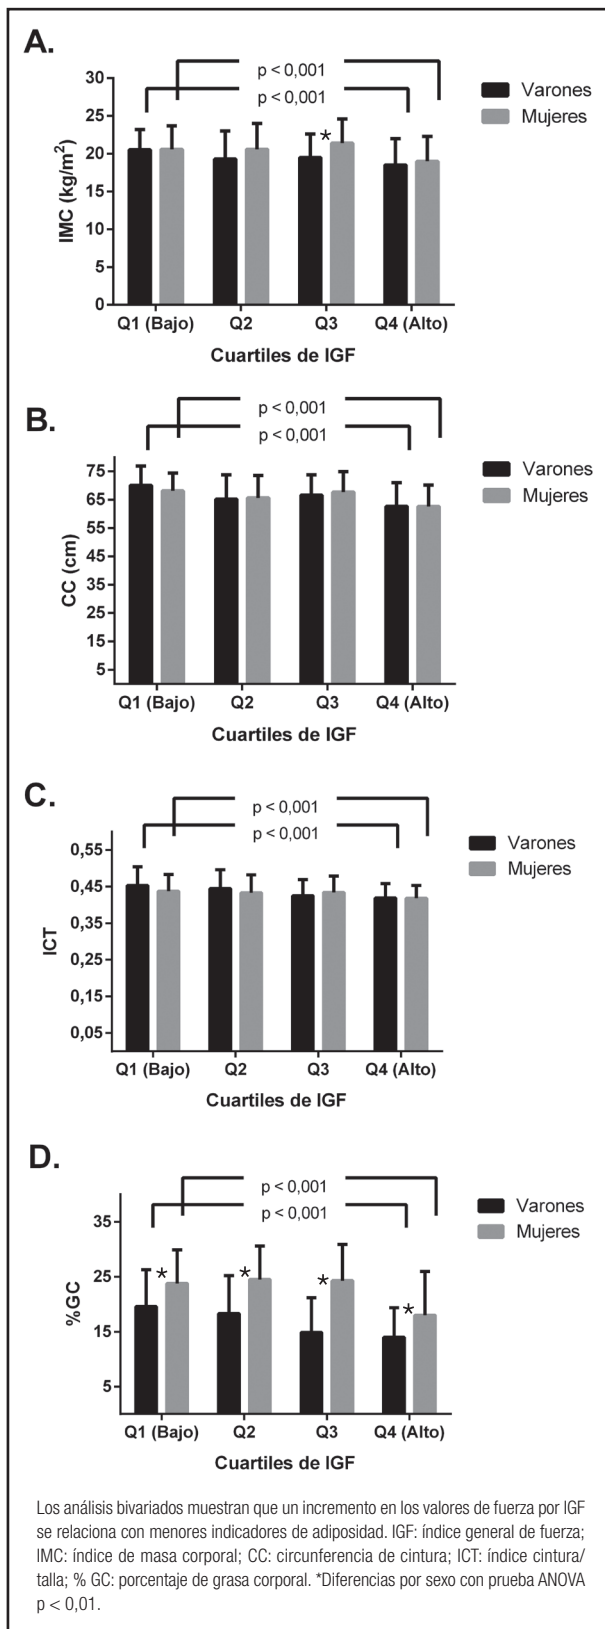 A.
p < 0,001
p < 0,001
Varones
Mujeres
IMC (kg/m²)
30
25
20
15
10
5
0
*
Q1 (Bajo) Q2 Q3 Q4 (Alto)
Cuartiles de IGF
B.
p < 0,001
p < 0,001
Varones
Mujeres
CC (cm)
75
65
55
45
35
25
15
5
Q1 (Bajo) Q2 Q3 Q4 (Alto)
Cuartiles de IGF
C.
p < 0,001
p < 0,001
Varones
Mujeres
ICT
0,55
0,45
0,35
0,25
0,15
0,05
Q1 (Bajo) Q2 Q3 Q4 (Alto)
Cuartiles de IGF
D.
p < 0,001
p < 0,001
Varones
Mujeres
%GC
35
25
15
5
* * * *
Q1 (Bajo) Q2 Q3 Q4 (Alto)
Cuartiles de IGF
Los análisis bivariados muestran que un incremento en los valores de fuerza por IGF
se relaciona con menores indicadores de adiposidad. IGF: índice general de fuerza;
IMC: índice de masa corporal; CC: circunferencia de cintura; ICT: índice cintura/
talla; % GC: porcentaje de grasa corporal. *Diferencias por sexo con prueba ANOVA
p < 0,01.